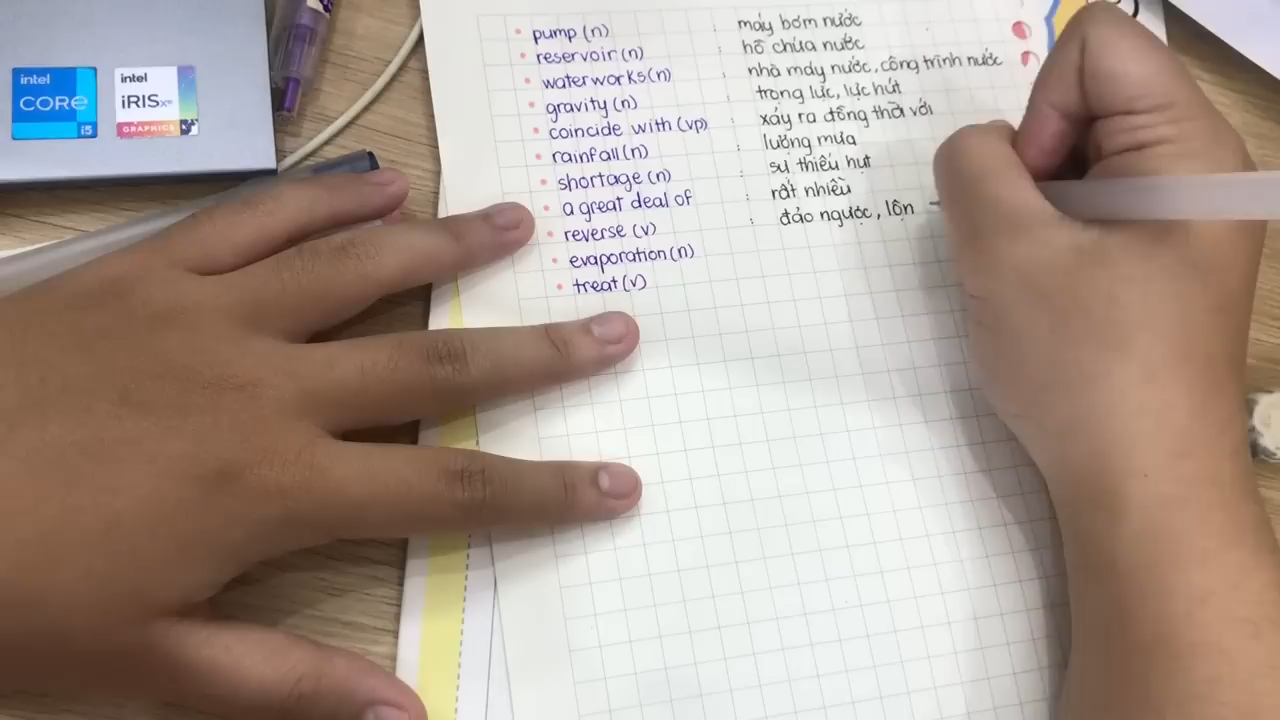 intel
CORE
i5
intel
iRISxe
GRAPHICS
pump (n) : máy bơm nước
reservoir (n) : hồ chứa nước
waterworks (n) : nhà máy nước, công trình nước
gravity (n) : trọng lực, lực hút
coincide with (vp) : xảy ra đồng thời với
rainfall (n) : lượng mưa
shortage (n) : sự thiếu hụt
a great deal of : rất nhiều
reverse (v) : đảo ngược, lộn
evaporation (n)
treat (v)